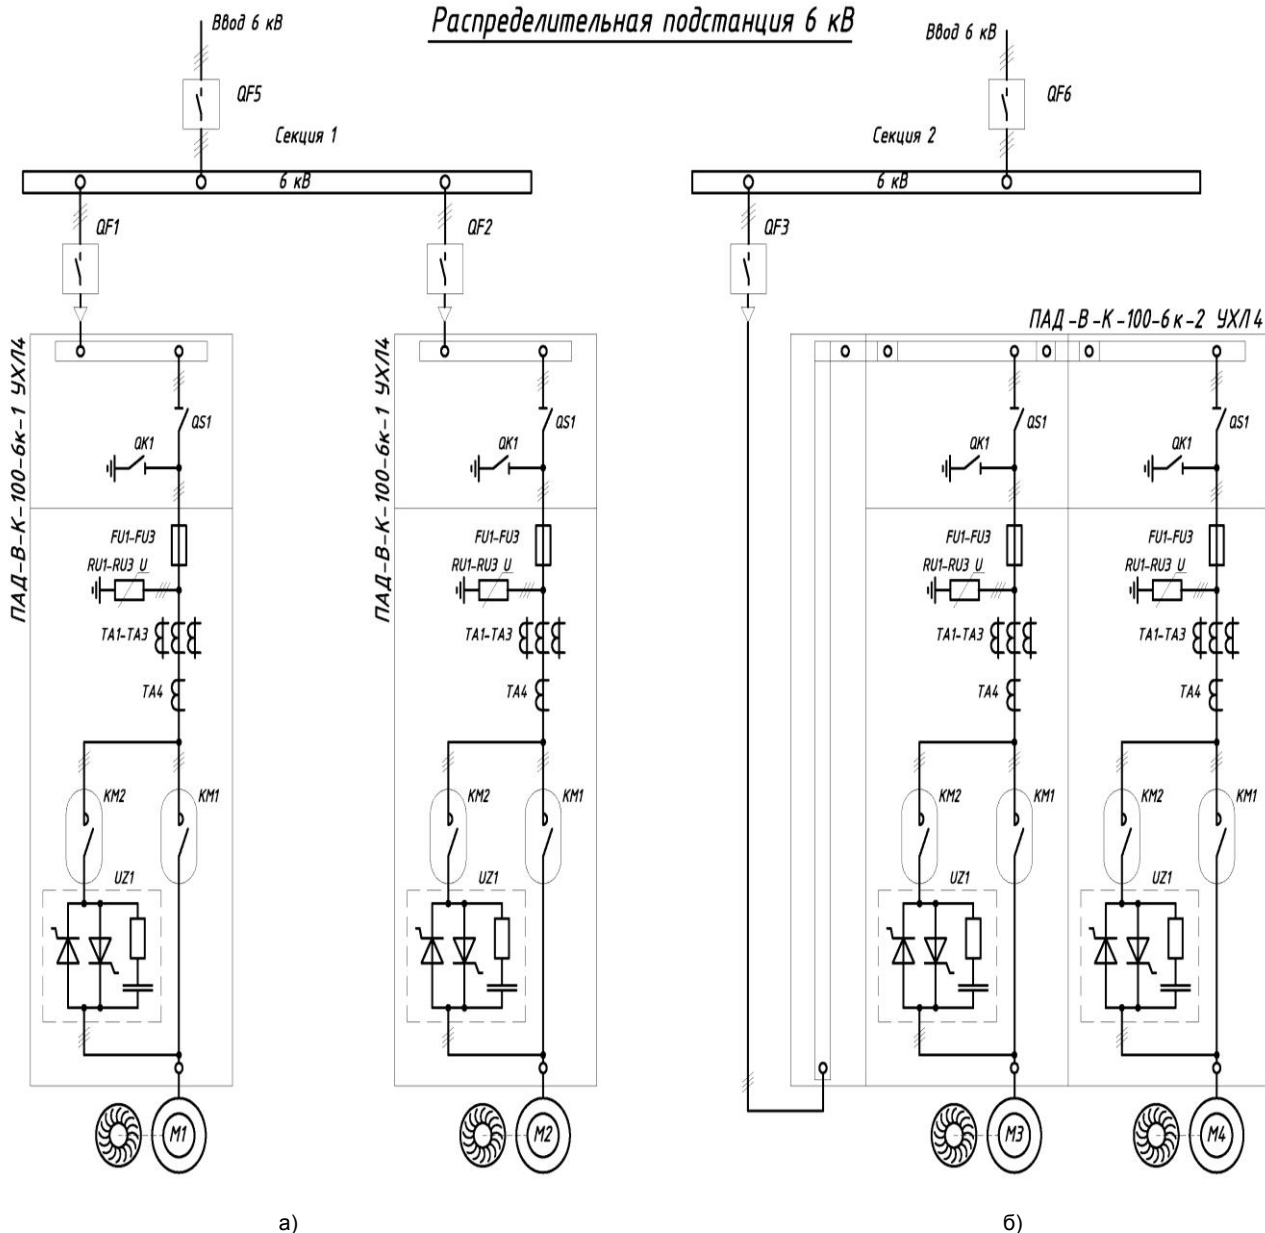 Распределительная подстанция 6 кВ
Ввод 6 кВ
Ввод 6 кВ
QF5
QF6
Секция 1
Секция 2
6 кВ
6 кВ
QF1
QF2
QF3
ПАД-В-К-100-6к-1 УХЛ4
ПАД-В-К-100-6к-1 УХЛ4
ПАД-В-К-100-6к-2 УХЛ4
QS1
QS1
QS1
QS1
QK1
QK1
QK1
QK1
FU1-FU3
FU1-FU3
FU1-FU3
FU1-FU3
RU1-RU3 U
RU1-RU3 U
RU1-RU3 U
RU1-RU3 U
TA1-TA3
TA1-TA3
TA1-TA3
TA1-TA3
TA4
TA4
TA4
TA4
KM2
KM1
KM2
KM1
KM2
KM1
KM2
KM1
UZ1
UZ1
UZ1
UZ1
M1
M2
M3
M4
а)
б)